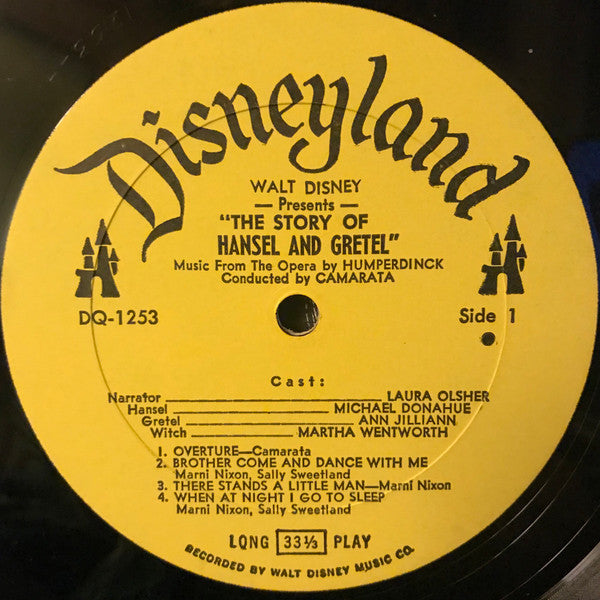 Disneyland
WALT DISNEY
— Presents —
"THE STORY OF
HANSEL AND GRETEL"
Music From The Opera by HUMPERDINCK
Conducted by CAMARATA
DQ-1253
Side 1
Cast:
Narrator LAURA OLSHER
Hansel MICHAEL DONAHUE
Gretel ANN JILLIANN
Witch MARTHA WENTWORTH
1. OVERTURE—Camarata
2. BROTHER COME AND DANCE WITH ME
Marni Nixon, Sally Sweetland
3. THERE STANDS A LITTLE MAN—Marni Nixon
4. WHEN AT NIGHT I GO TO SLEEP
Marni Nixon, Sally Sweetland
LONG 33⅓ PLAY
RECORDED BY WALT DISNEY MUSIC CO.